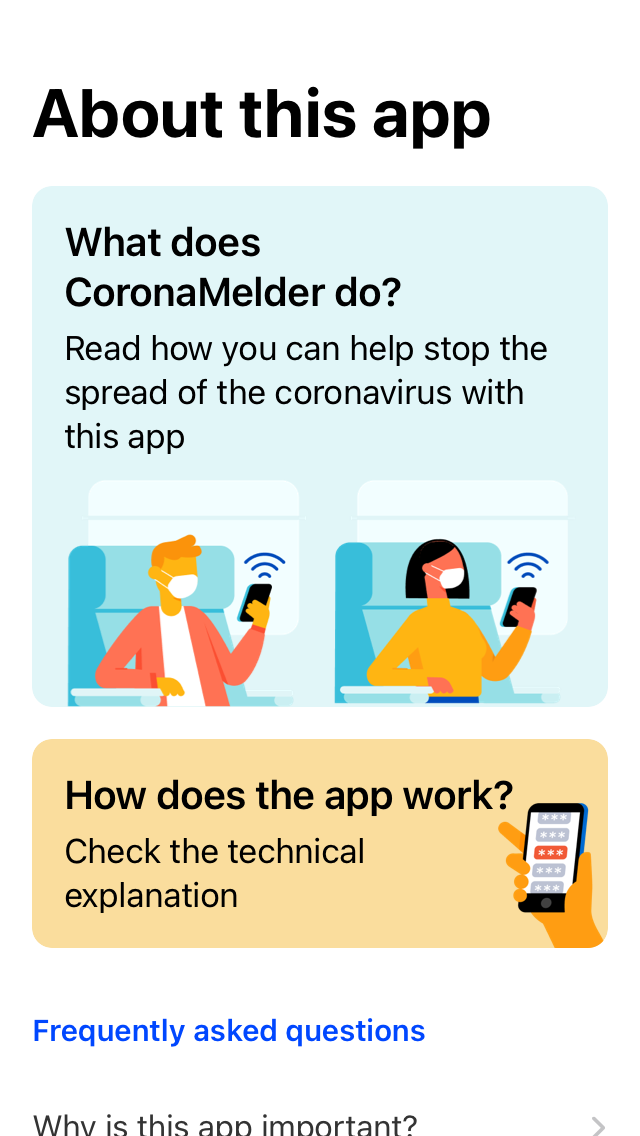 About this app
What does
CoronaMelder do?
Read how you can help stop the
spread of the coronavirus with
this app
How does the app work?
Check the technical
explanation
***
***
***
***
***
Frequently asked questions
Why is this app important?